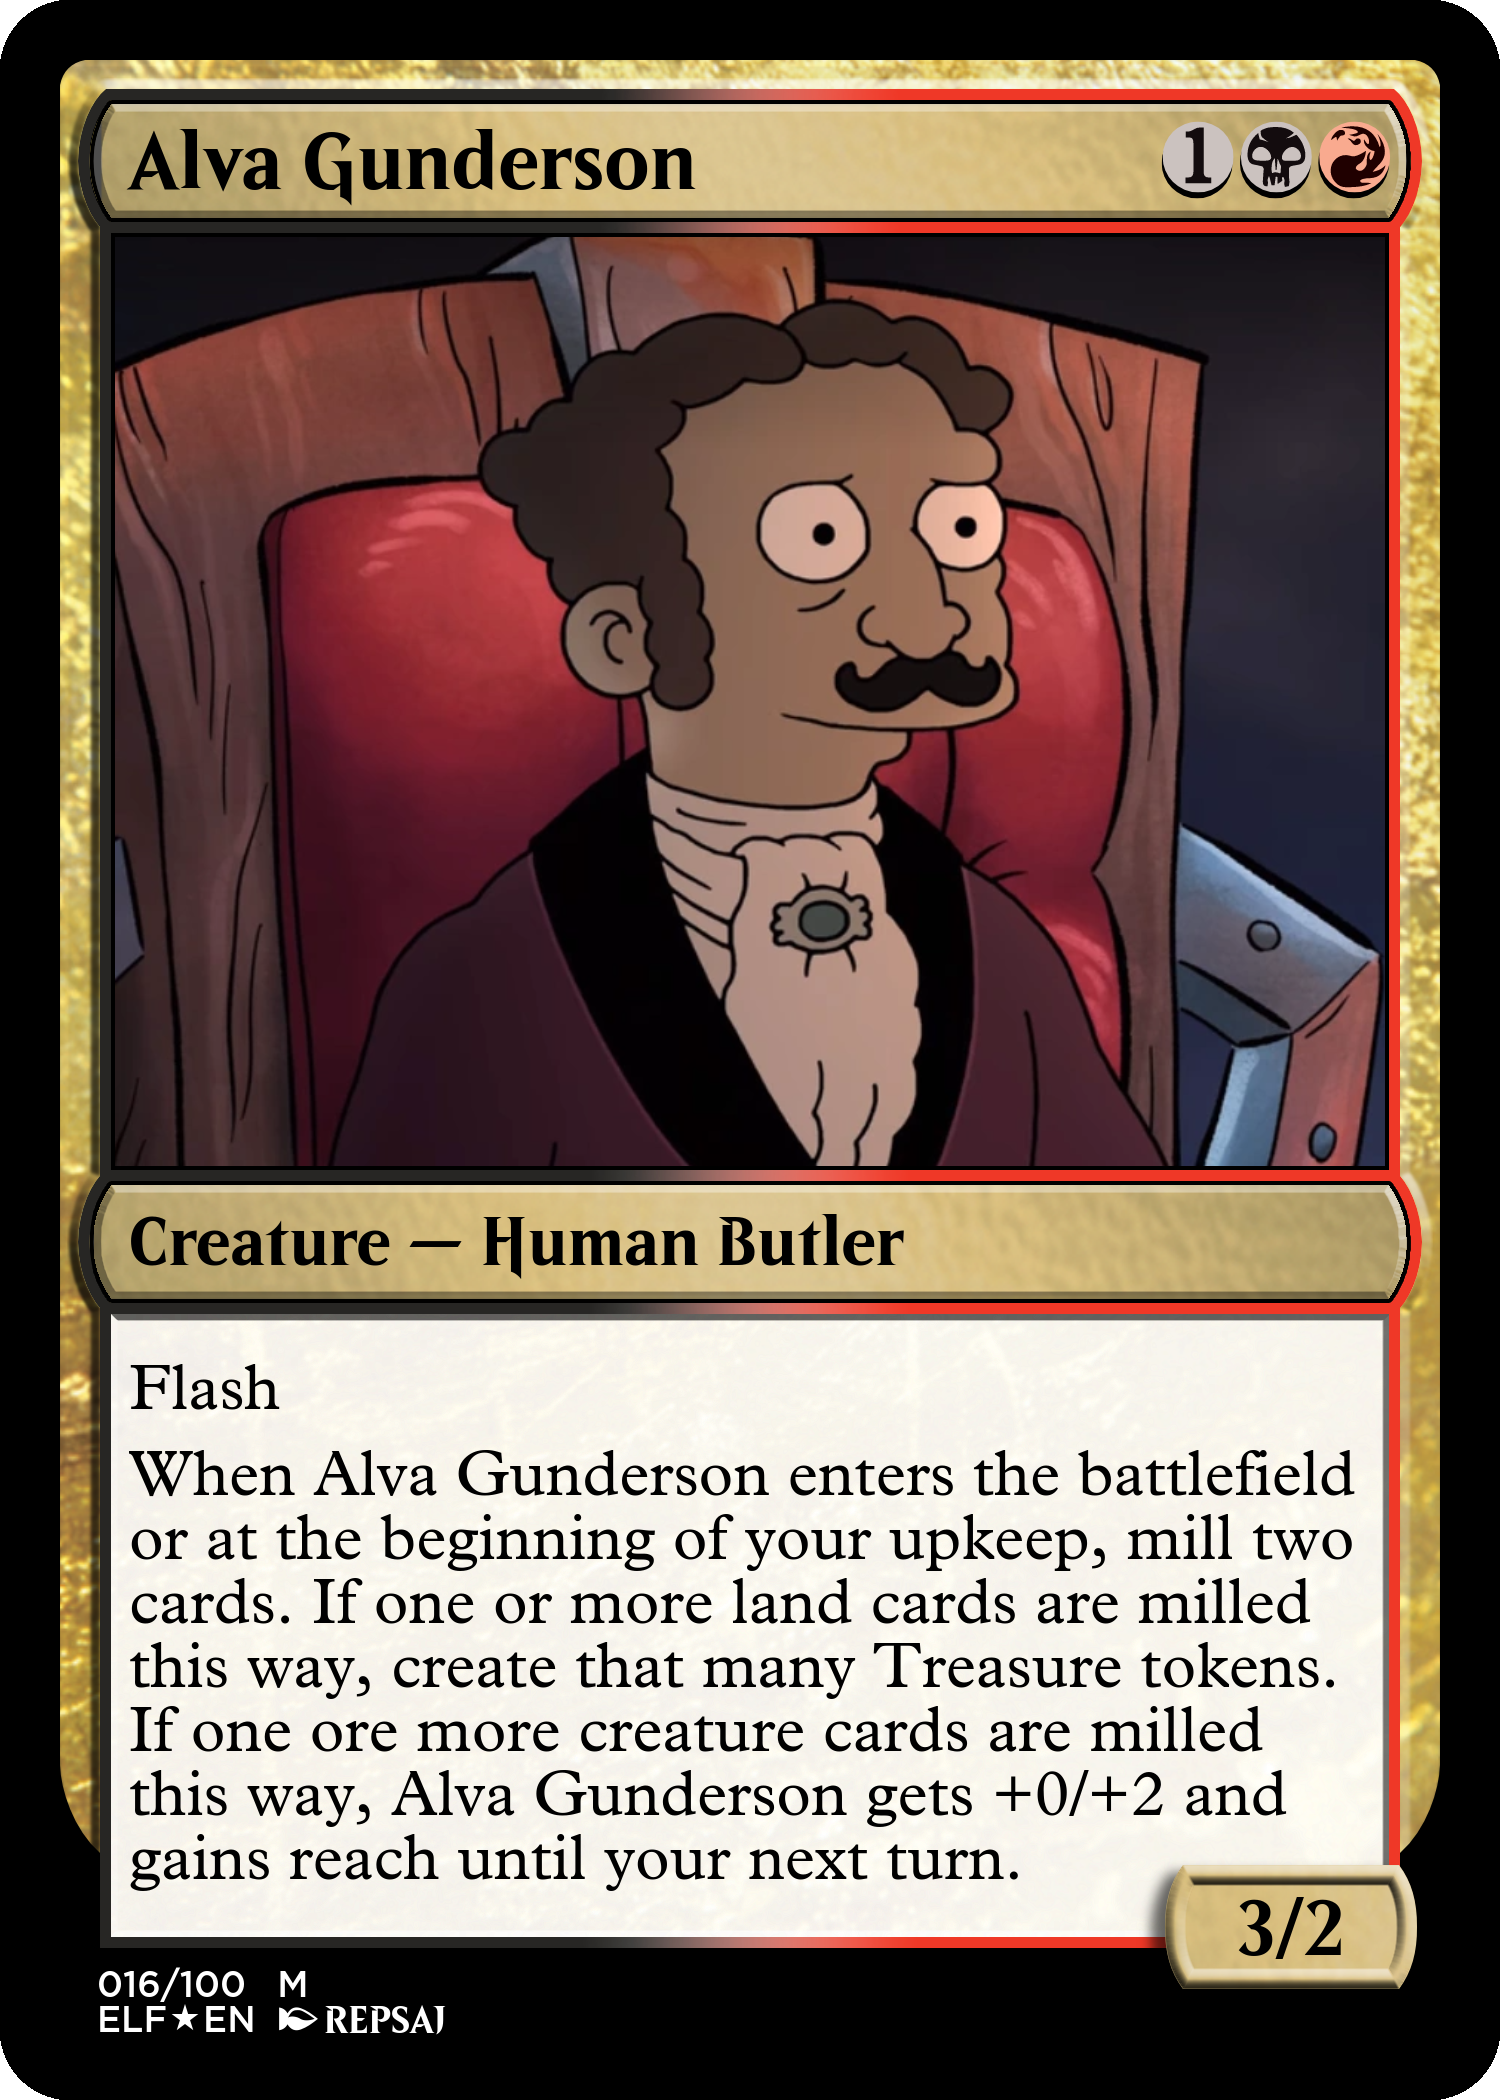 Alva Gunderson 1
Creature — Human Butler
Flash
When Alva Gunderson enters the battlefield
or at the beginning of your upkeep, mill two
cards. If one or more land cards are milled
this way, create that many Treasure tokens.
If one ore more creature cards are milled
this way, Alva Gunderson gets +0/+2 and
gains reach until your next turn.
3/2
016/100 M
ELF★EN REPSAJ